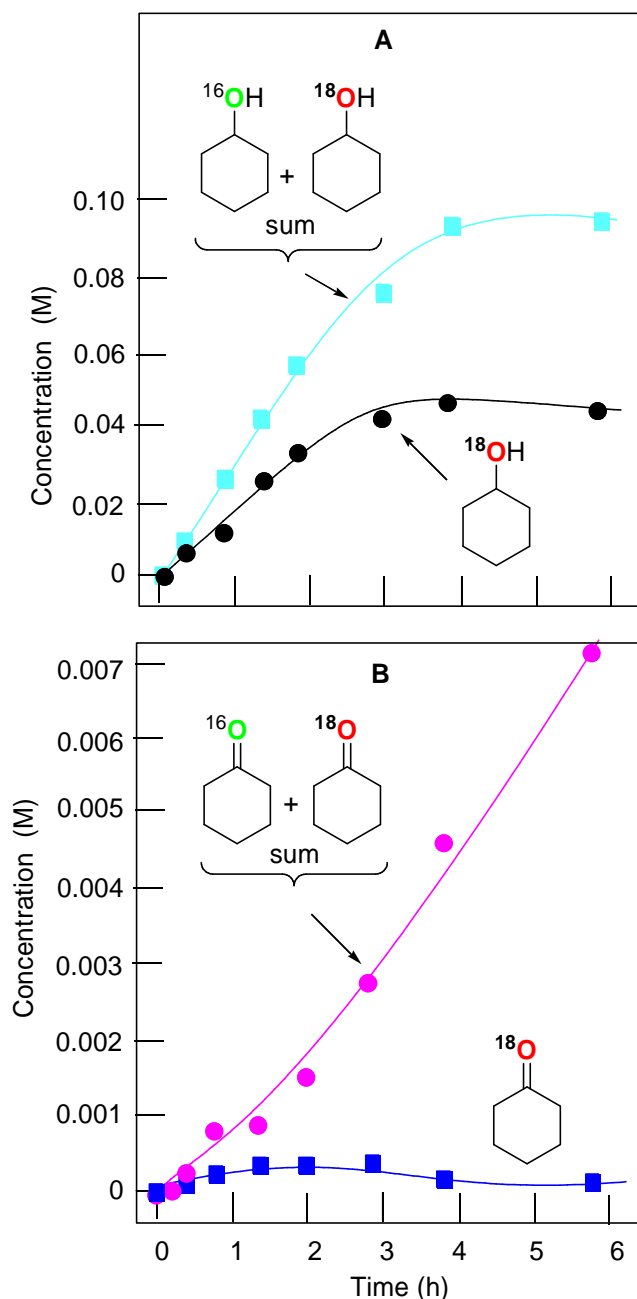 A
¹⁶OH ¹⁸OH
+
sum
0.10
0.08
0.06
0.04
0.02
0
Concentration (M)
¹⁸OH
B
0.007
0.006
0.005
0.004
0.003
0.002
0.001
0
Concentration (M)
¹⁶O ¹⁸O
+
sum
¹⁸O
0 1 2 3 4 5 6
Time (h)